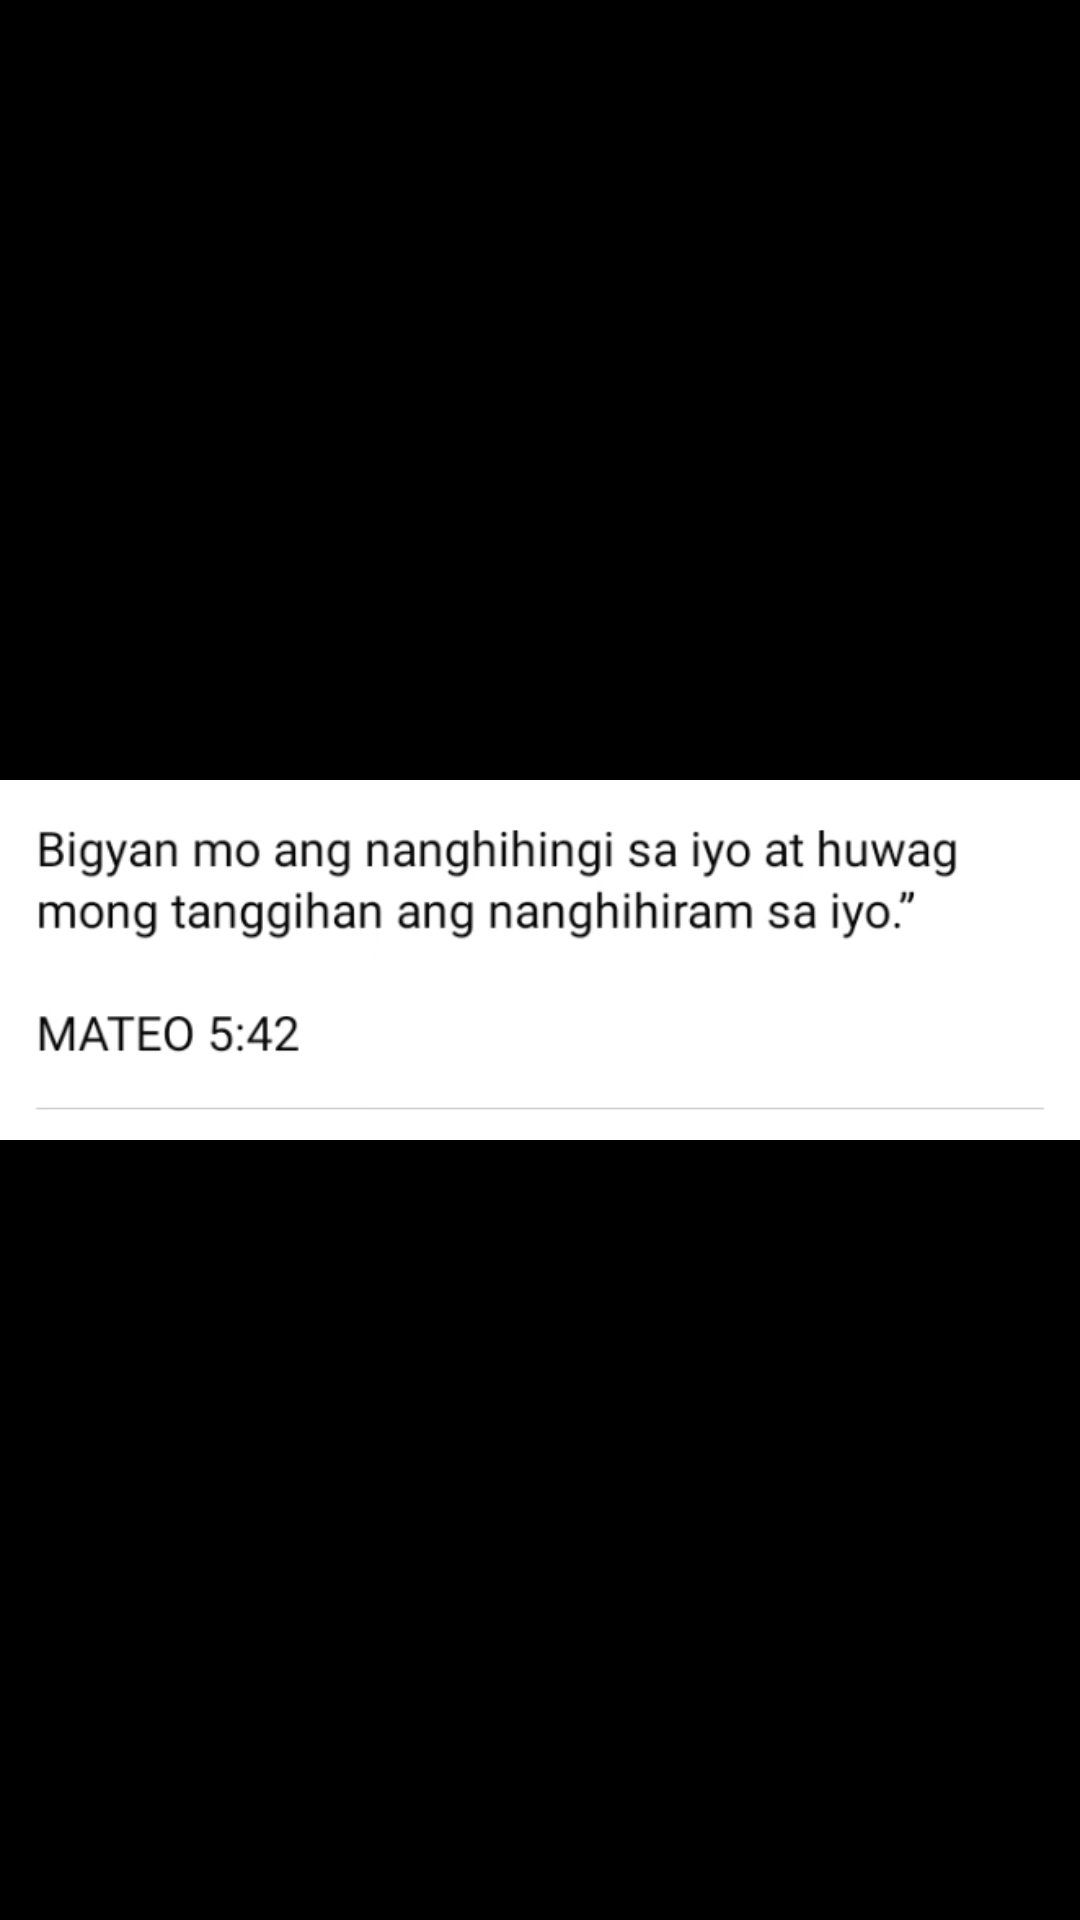 Bigyan mo ang nanghihingi sa iyo at huwag
mong tanggihan ang nanghihiram sa iyo.”
MATEO 5:42